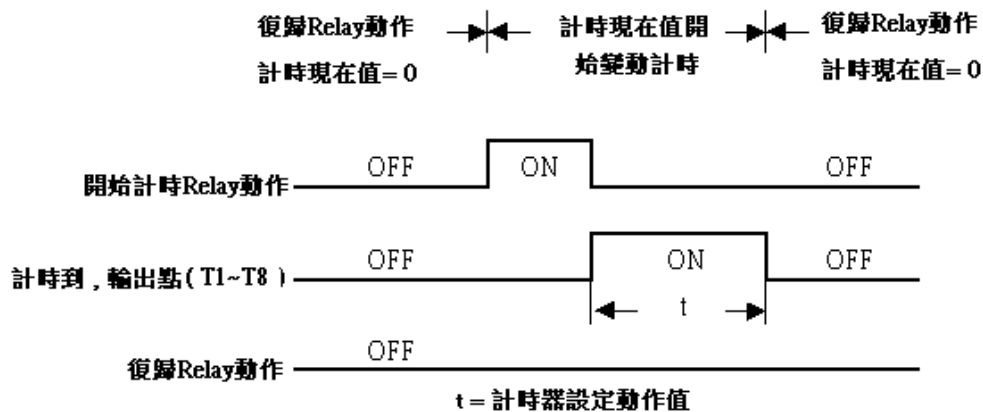 復歸Relay動作
計時現在值= 0
計時現在值開
始變動計時
復歸Relay動作
計時現在值= 0
開始計時Relay動作
OFF
ON
OFF
計時到 , 輸出點( T1~T8 )
OFF
ON
OFF
t
復歸Relay動作
OFF
t = 計時器設定動作值